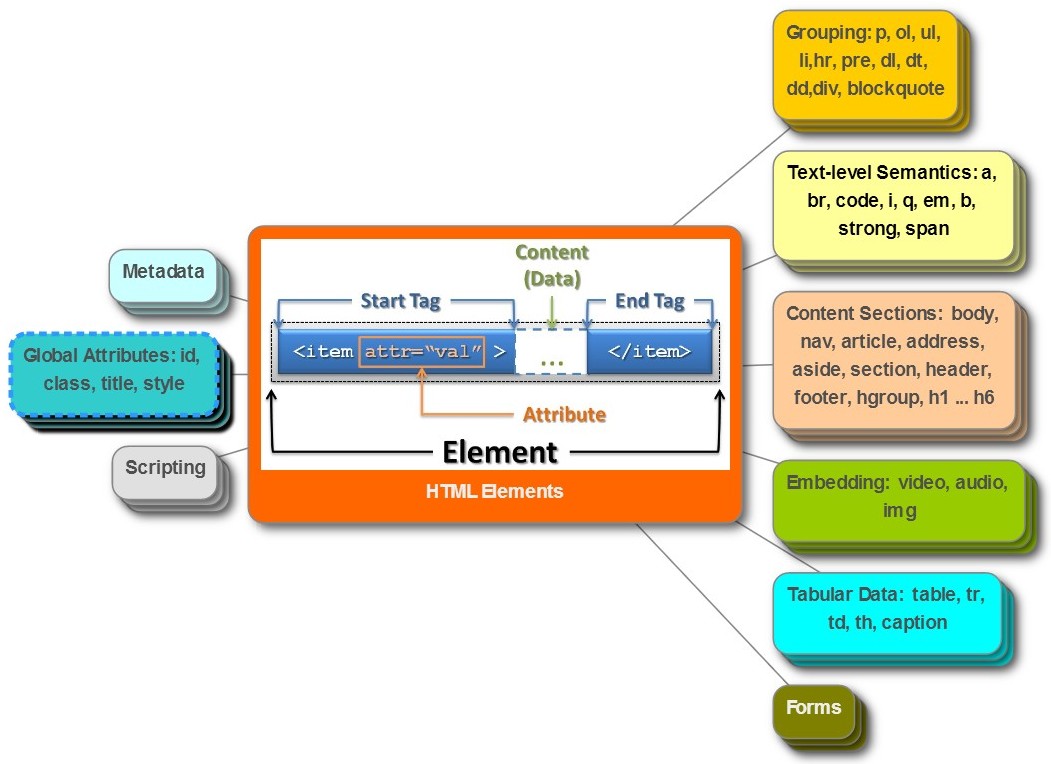 Grouping: p, ol, ul,
li,hr, pre, dl, dt,
dd,div, blockquote
Text-level Semantics: a,
br, code, i, q, em, b,
strong, span
Content Sections: body,
nav, article, address,
aside, section, header,
footer, hgroup, h1 ... h6
Embedding: video, audio,
img
Tabular Data: table, tr,
td, th, caption
Forms
Metadata
Global Attributes: id,
class, title, style
Scripting
Content
(Data)
Start Tag
End Tag
<item attr="val" >
...
</item>
Attribute
Element
HTML Elements